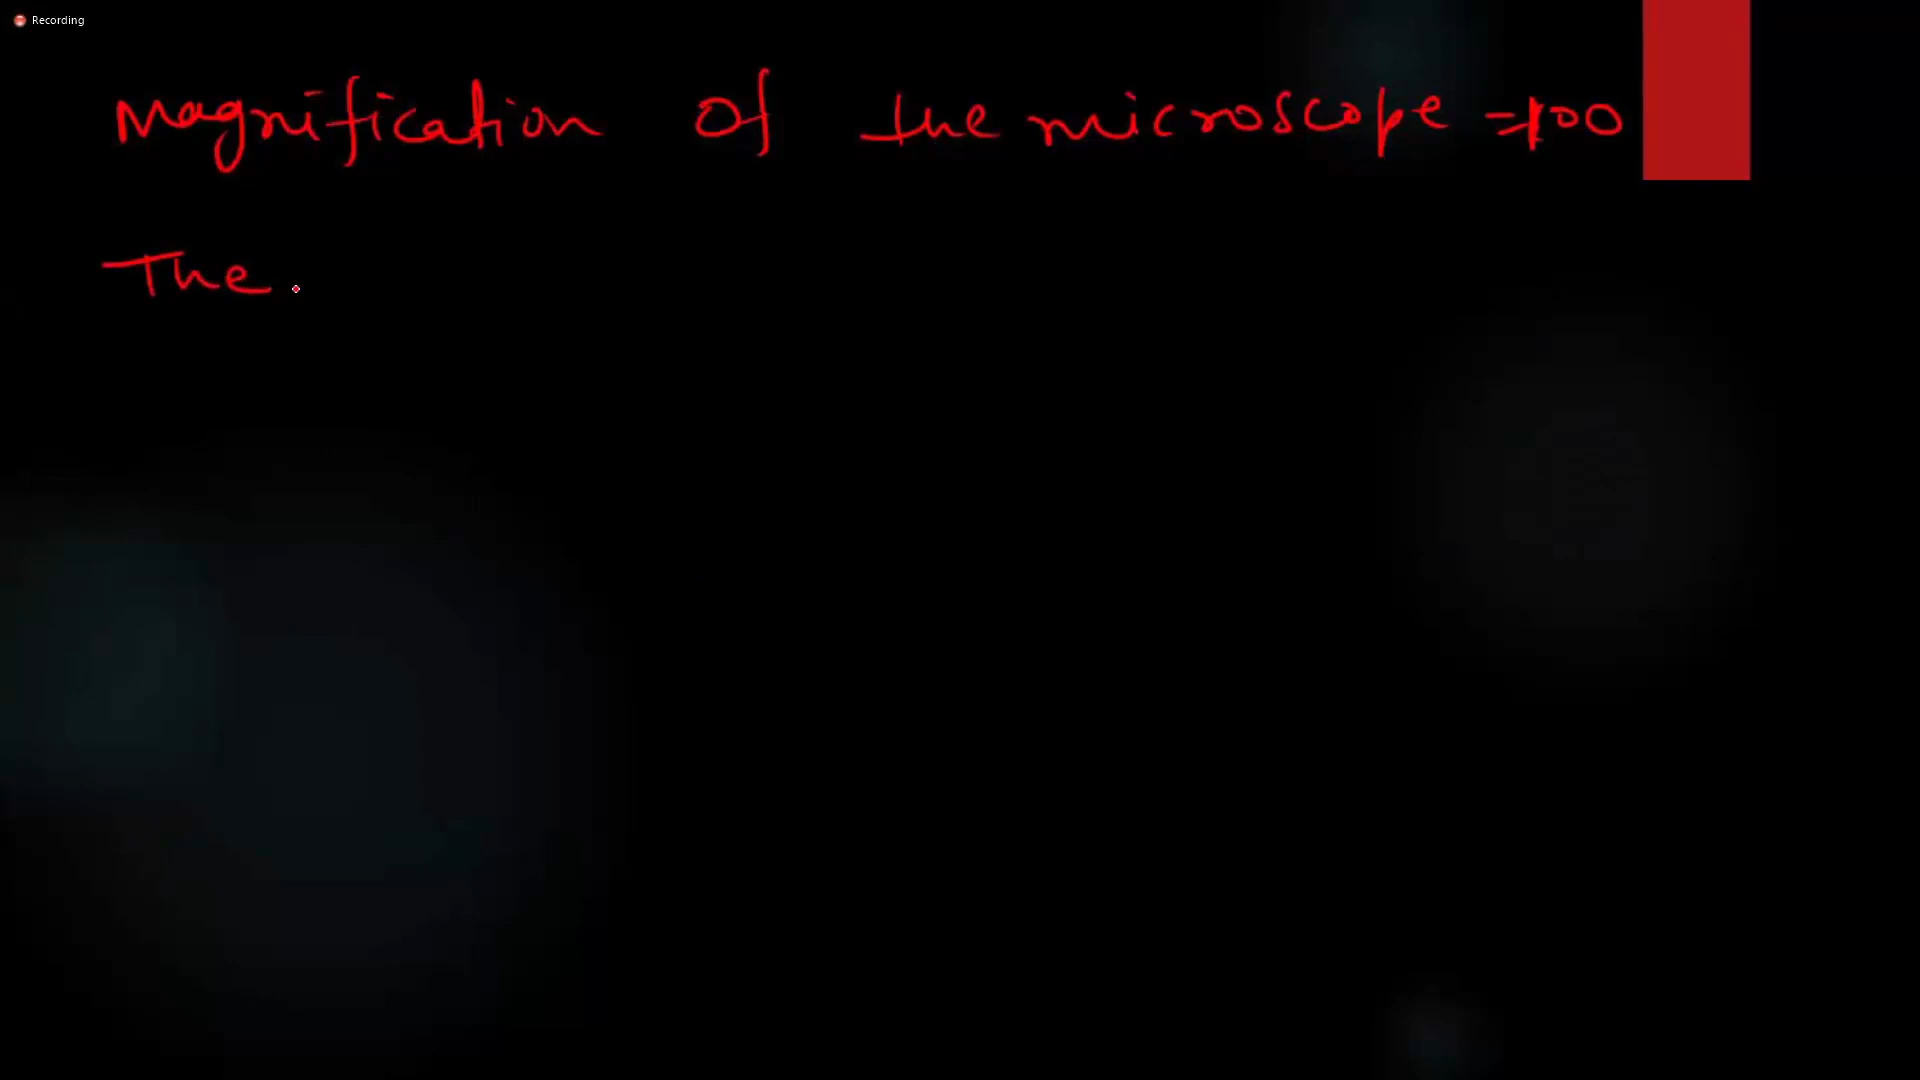 Recording
Magnification of the microscope = 100
The